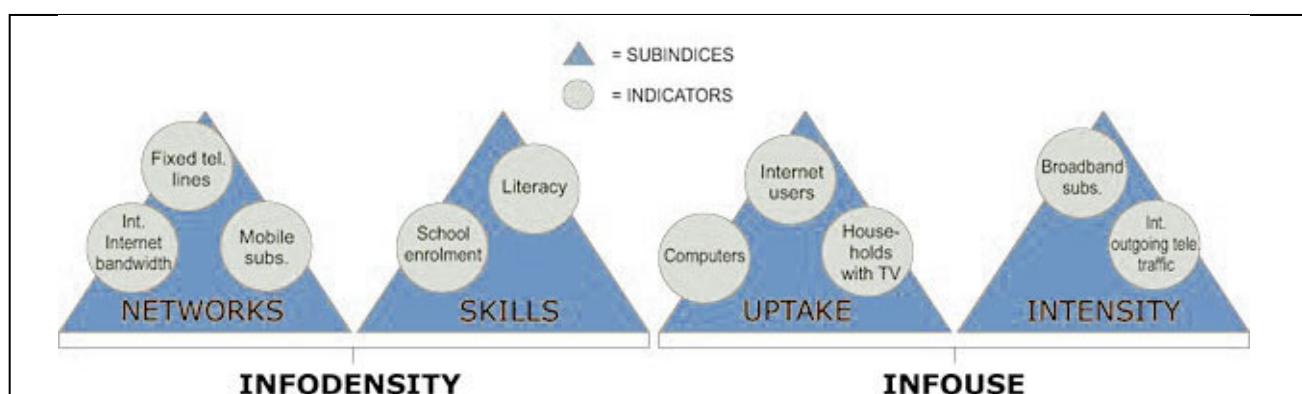 = SUBINDICES
= INDICATORS
Fixed tel.
lines
Int.
Internet
bandwidth
Mobile
subs.
NETWORKS
Literacy
School
enrolment
SKILLS
Internet
users
Computers
House-
holds
with TV
UPTAKE
Broadband
subs.
Int.
outgoing tele.
traffic
INTENSITY
INFODENSITY
INFOUSE